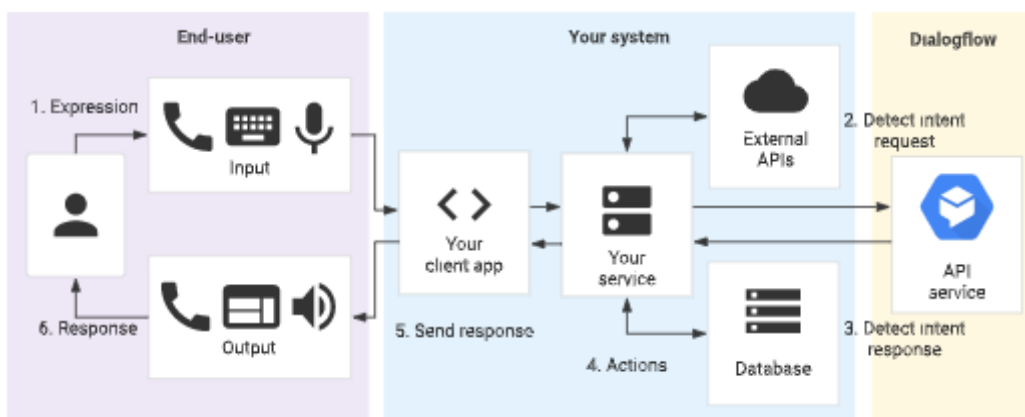 End-user
Your system
Dialogflow
1. Expression
Input
External
APIs
2. Detect intent
request
Your
client app
Your
service
API
service
6. Response
Output
5. Send response
4. Actions
Database
3. Detect intent
response